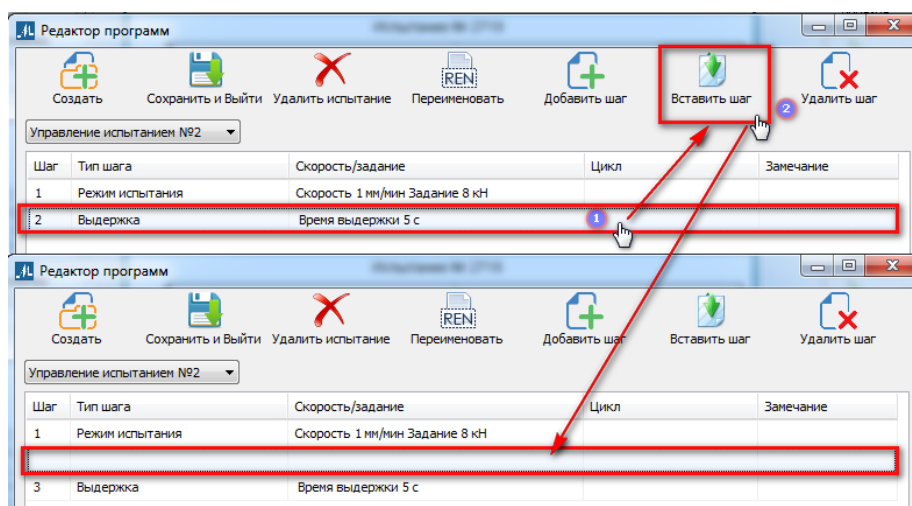 Редактор программ
Создать Сохранить и Выйти Удалить испытание REN Переименовать Добавить шаг Вставить шаг Удалить шаг
2
Управление испытанием №2
Шаг Тип шага Скорость/задание Цикл Замечание
1 Режим испытания Скорость 1 мм/мин Задание 8 кН
2 Выдержка Время выдержки 5 с 1
Редактор программ
Создать Сохранить и Выйти Удалить испытание REN Переименовать Добавить шаг Вставить шаг Удалить шаг
Управление испытанием №2
Шаг Тип шага Скорость/задание Цикл Замечание
1 Режим испытания Скорость 1 мм/мин Задание 8 кН
3 Выдержка Время выдержки 5 с